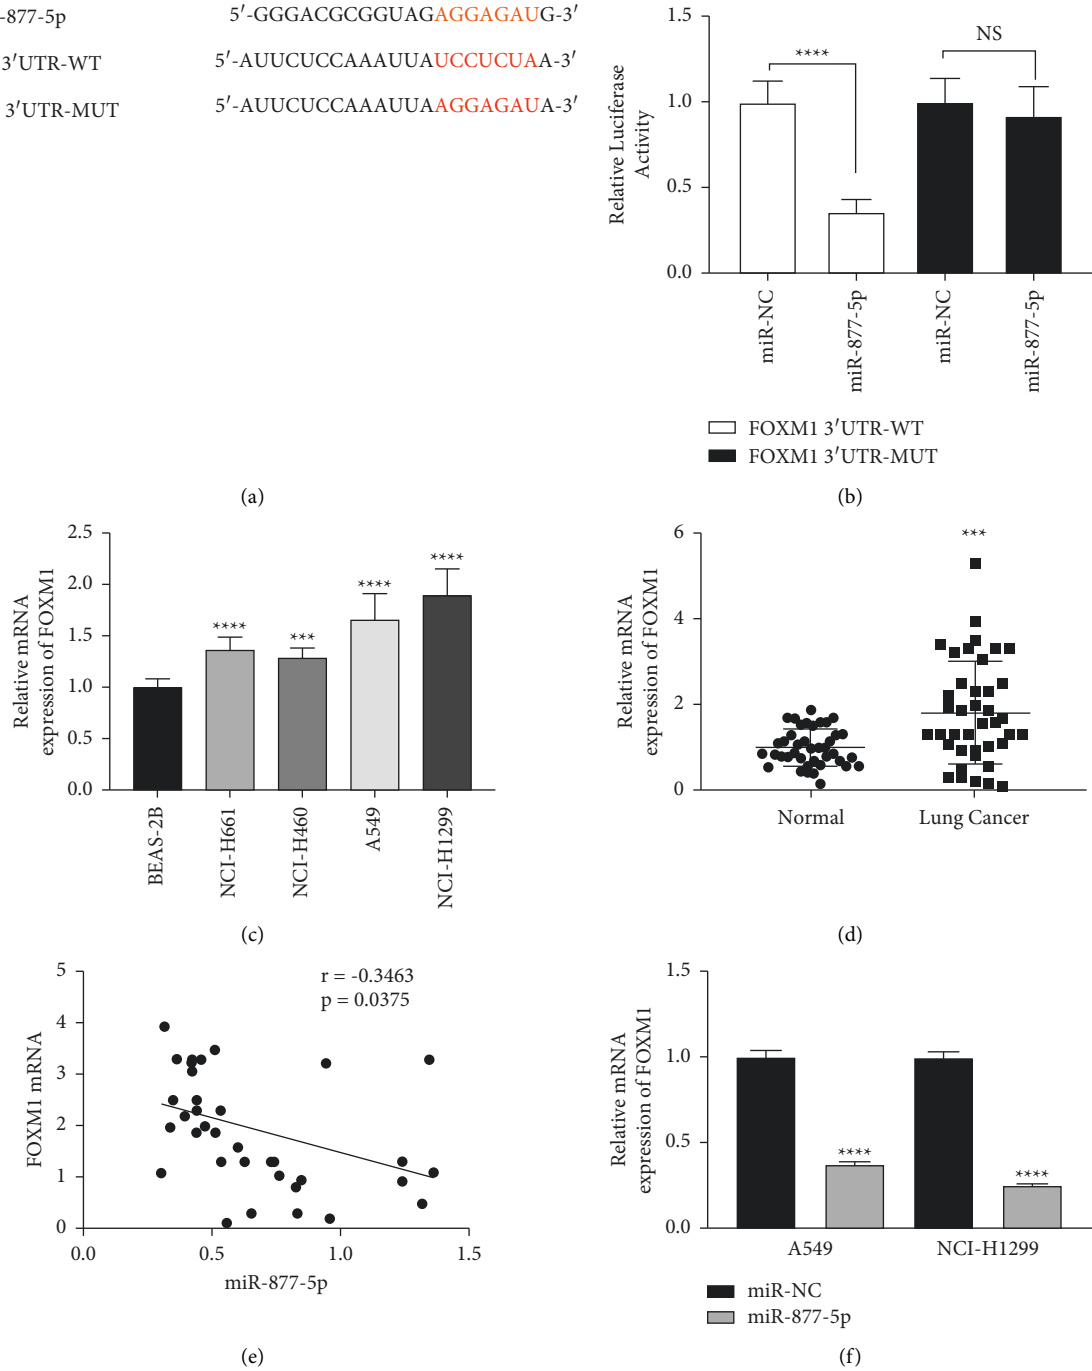 -877-5p 5′-GGGACGCGGUAGAGGAGAUG-3′
3′UTR-WT 5′-AUUCUCCAAAUUAUCCUCUAA-3′
3′UTR-MUT 5′-AUUCUCCAAAUUAAGGAGAUA-3′
(a)
Relative Luciferase
Activity
1.5
1.0
0.5
0.0
****
NS
miR-NC
miR-877-5p
miR-NC
miR-877-5p
FOXM1 3′UTR-WT
FOXM1 3′UTR-MUT
(b)
Relative mRNA
expression of FOXM1
2.5
2.0
1.5
1.0
0.5
0.0
****
***
****
****
BEAS-2B
NCI-H661
NCI-H460
A549
NCI-H1299
(c)
Relative mRNA
expression of FOXM1
6
4
2
0
***
Normal
Lung Cancer
(d)
FOXM1 mRNA
5
4
3
2
1
0
r = -0.3463
p = 0.0375
0.0 0.5 1.0 1.5
miR-877-5p
(e)
Relative mRNA
expression of FOXM1
1.5
1.0
0.5
0.0
****
****
A549 NCI-H1299
miR-NC
miR-877-5p
(f)